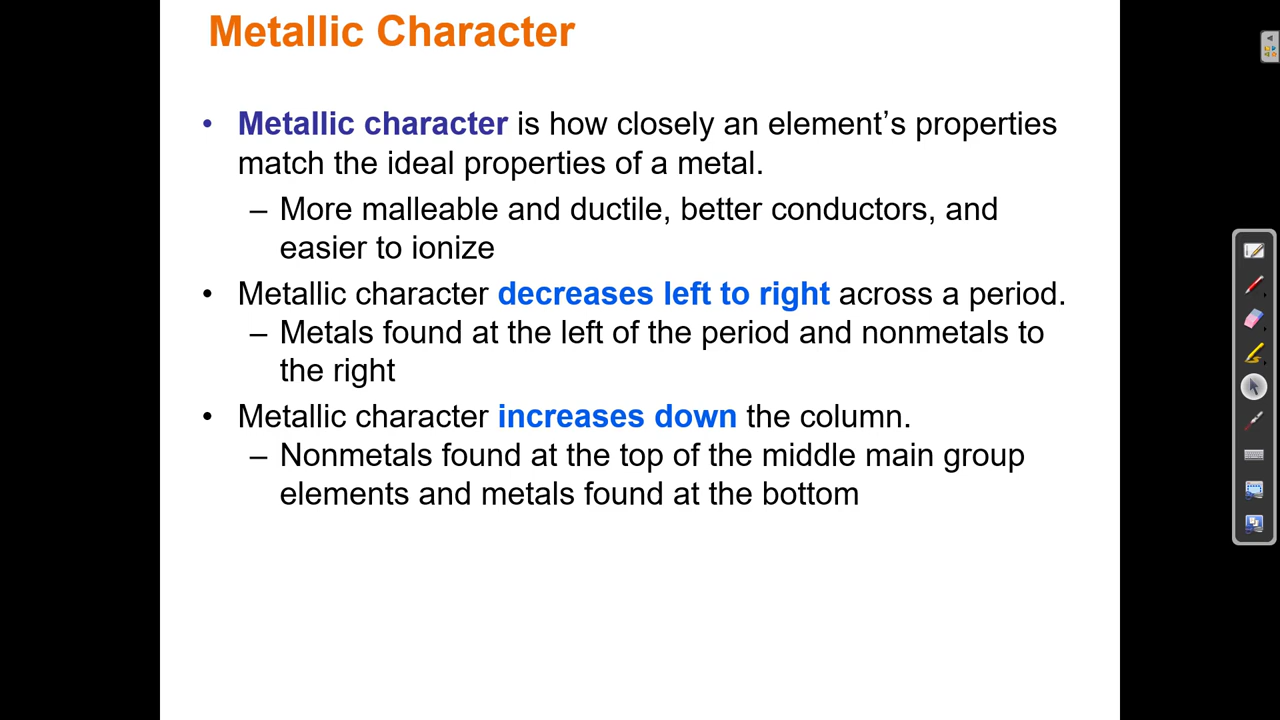 Metallic Character
• Metallic character is how closely an element’s properties
match the ideal properties of a metal.
– More malleable and ductile, better conductors, and
easier to ionize
• Metallic character decreases left to right across a period.
– Metals found at the left of the period and nonmetals to
the right
• Metallic character increases down the column.
– Nonmetals found at the top of the middle main group
elements and metals found at the bottom